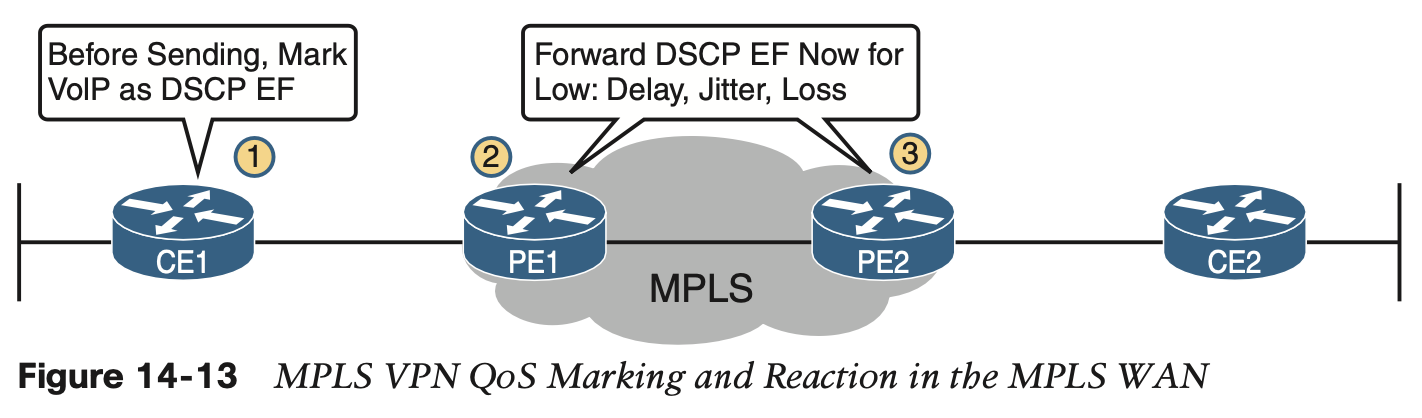 Before Sending, Mark
VoIP as DSCP EF
Forward DSCP EF Now for
Low: Delay, Jitter, Loss
1
2
3
CE1
PE1
PE2
CE2
MPLS
Figure 14-13 MPLS VPN QoS Marking and Reaction in the MPLS WAN